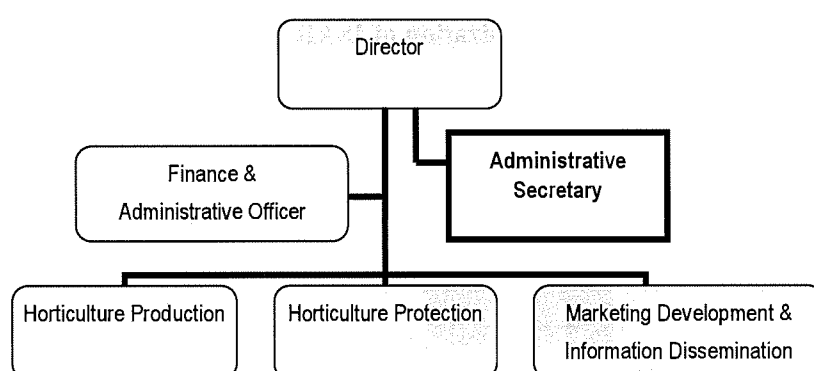 Director
Administrative
Secretary
Finance &
Administrative Officer
Horticulture Production
Horticulture Protection
Marketing Development &
Information Dissemination